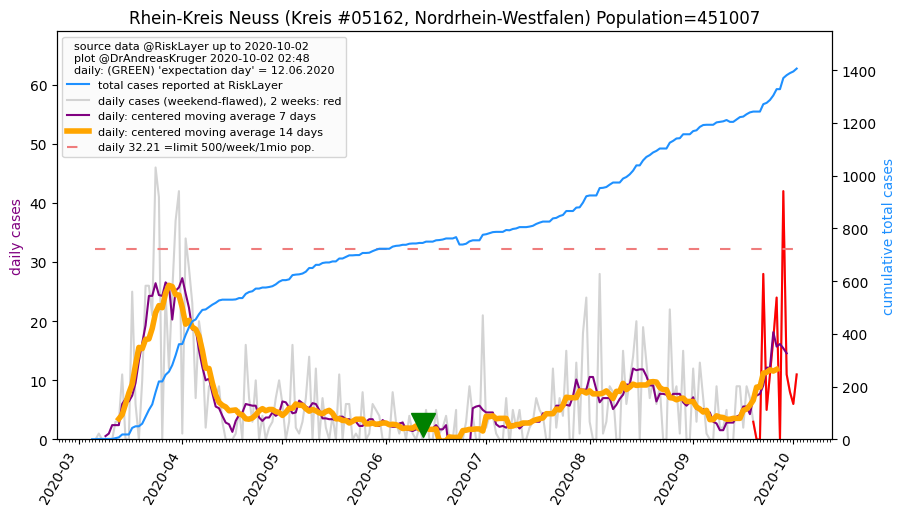 Rhein-Kreis Neuss (Kreis #05162, Nordrhein-Westfalen) Population=451007
source data @RiskLayer up to 2020-10-02
plot @DrAndreasKruger 2020-10-02 02:48
daily: (GREEN) 'expectation day' = 12.06.2020
total cases reported at RiskLayer
daily cases (weekend-flawed), 2 weeks: red
daily: centered moving average 7 days
daily: centered moving average 14 days
daily 32.21 =limit 500/week/1mio pop.
daily cases
60
50
40
30
20
10
0
cumulative total cases
1400
1200
1000
800
600
400
200
0
2020-03
2020-04
2020-05
2020-06
2020-07
2020-08
2020-09
2020-10